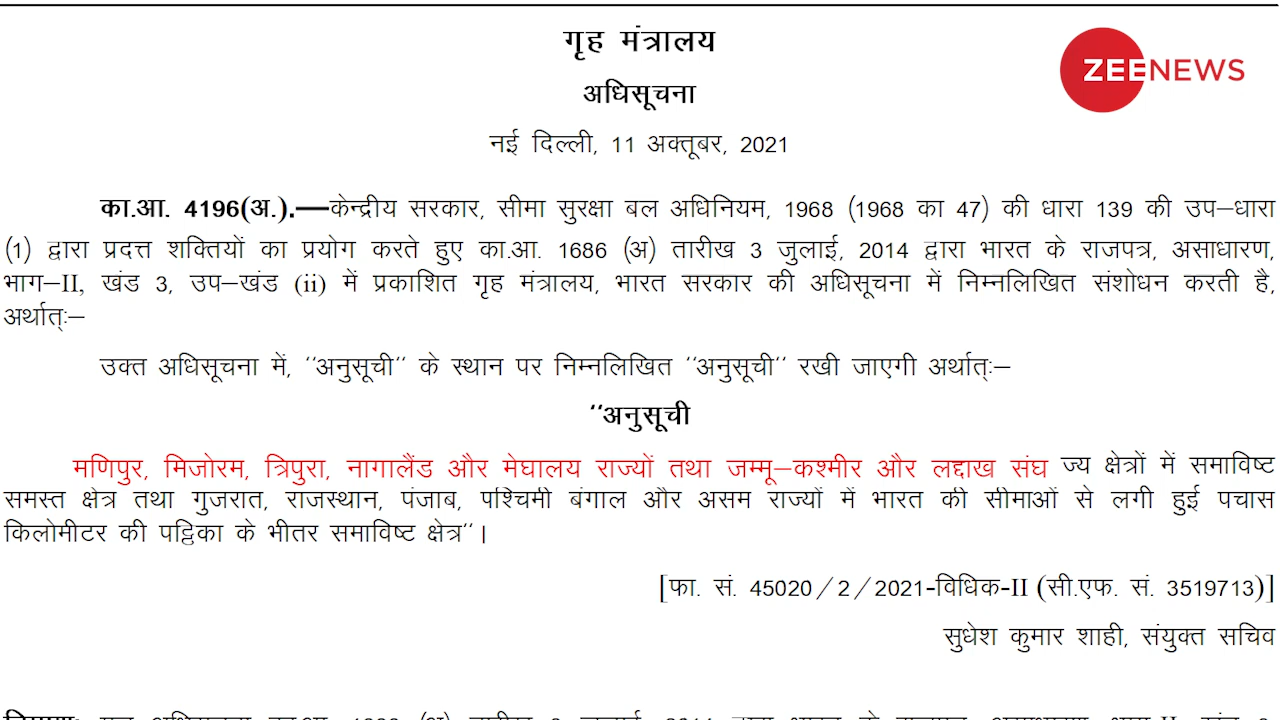 गृह मंत्रालय
ZEENEWS
अधिसूचना
नई दिल्ली, 11 अक्तूबर, 2021
का.आ. 4196(अ.).—केन्द्रीय सरकार, सीमा सुरक्षा बल अधिनियम, 1968 (1968 का 47) की धारा 139 की उप–धारा
(1) द्वारा प्रदत्त शक्तियों का प्रयोग करते हुए का.आ. 1686 (अ) तारीख 3 जुलाई, 2014 द्वारा भारत के राजपत्र, असाधारण,
भाग–II, खंड 3, उप–खंड (ii) में प्रकाशित गृह मंत्रालय, भारत सरकार की अधिसूचना में निम्नलिखित संशोधन करती है,
अर्थात्ः–
उक्त अधिसूचना में, ‘‘अनुसूची’’ के स्थान पर निम्नलिखित ‘‘अनुसूची’’ रखी जाएगी अर्थात्ः–
‘‘अनुसूची
मणिपुर, मिजोरम, त्रिपुरा, नागालैंड और मेघालय राज्यों तथा जम्मू–कश्मीर और लद्दाख संघ ज्य क्षेत्रों में समाविष्ट
समस्त क्षेत्र तथा गुजरात, राजस्थान, पंजाब, पश्चिमी बंगाल और असम राज्यों में भारत की सीमाओं से लगी हुई पचास
किलोमीटर की पट्टिका के भीतर समाविष्ट क्षेत्र’’।
[फा. सं. 45020/2/2021-विधिक-II (सी.एफ. सं. 3519713)]
सुधेश कुमार शाही, संयुक्त सचिव